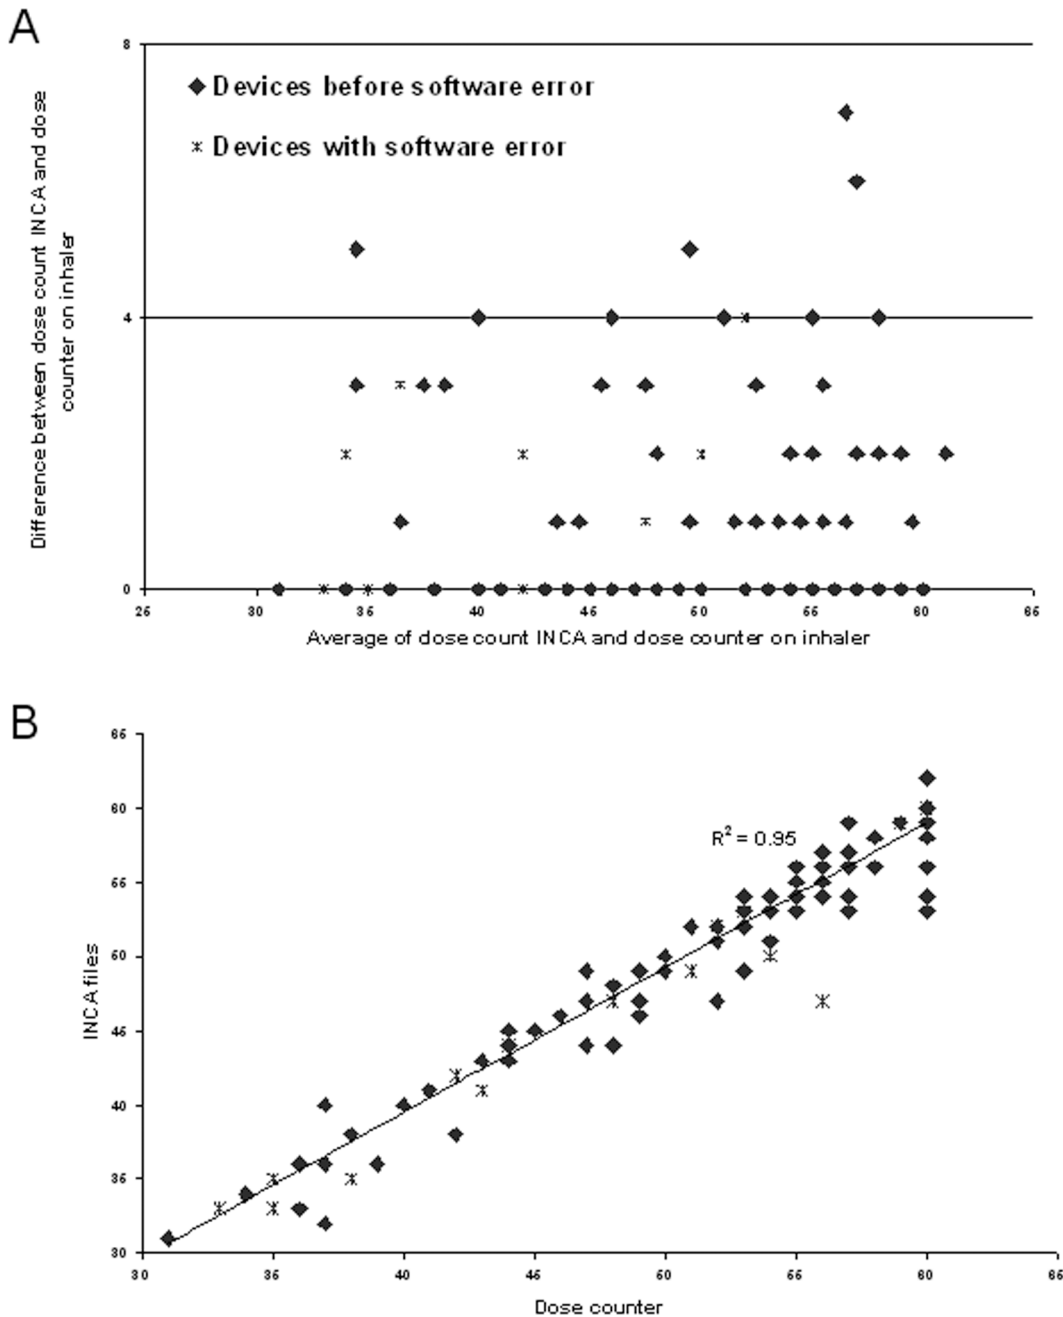 A
8
Devices before software error
Devices with software error
Difference between dose count INCA and dose
counter on inhaler
4
0
26 30 36 40 46 60 66 60 66
Average of dose count INCA and dose counter on inhaler
B
66
60
R² = 0.95
66
60
INCA files
46
40
36
30
30 36 40 46 60 66 60 66
Dose counter